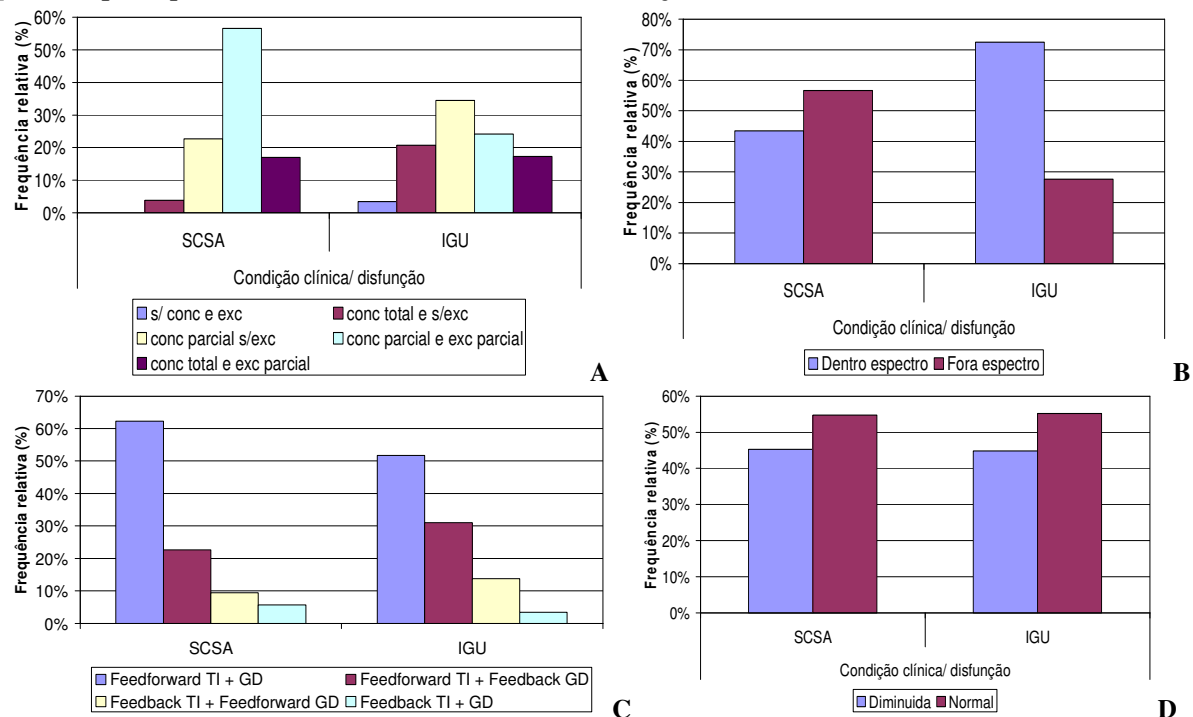 Frequência relativa (%)
60%
50%
40%
30%
20%
10%
0%
SCSA
IGU
Condição clínica/ disfunção
s/ conc e exc
conc total e s/exc
conc parcial s/exc
conc parcial e exc parcial
conc total e exc parcial
A
Frequência relativa (%)
80%
70%
60%
50%
40%
30%
20%
10%
0%
SCSA
IGU
Condição clínica/ disfunção
Dentro espectro
Fora espectro
B
Frequência relativa (%)
70%
60%
50%
40%
30%
20%
10%
0%
SCSA
IGU
Feedforward TI + GD
Feedforward TI + Feedback GD
Feedback TI + Feedforward GD
Feedback TI + GD
C
Frequência relativa (%)
60%
50%
40%
30%
20%
10%
0%
SCSA
IGU
Condição clínica/ disfunção
Diminuida
Normal
D